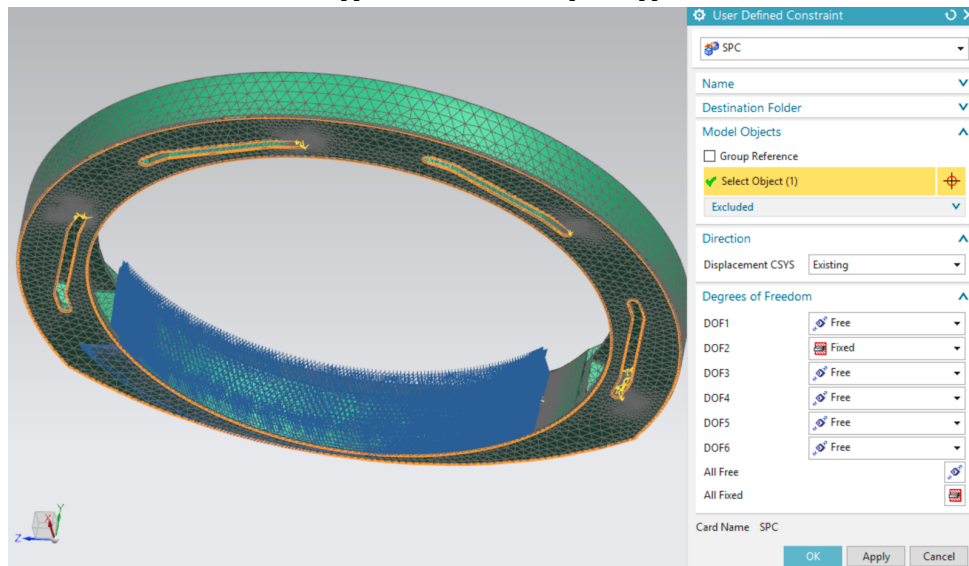 User Defined Constraint
SPC
Name
Destination Folder
Model Objects
Group Reference
Select Object (1)
Excluded
Direction
Displacement CSYS Existing
Degrees of Freedom
DOF1 Free
DOF2 Fixed
DOF3 Free
DOF4 Free
DOF5 Free
DOF6 Free
All Free
All Fixed
Card Name SPC
OK Apply Cancel
Y
X
Z